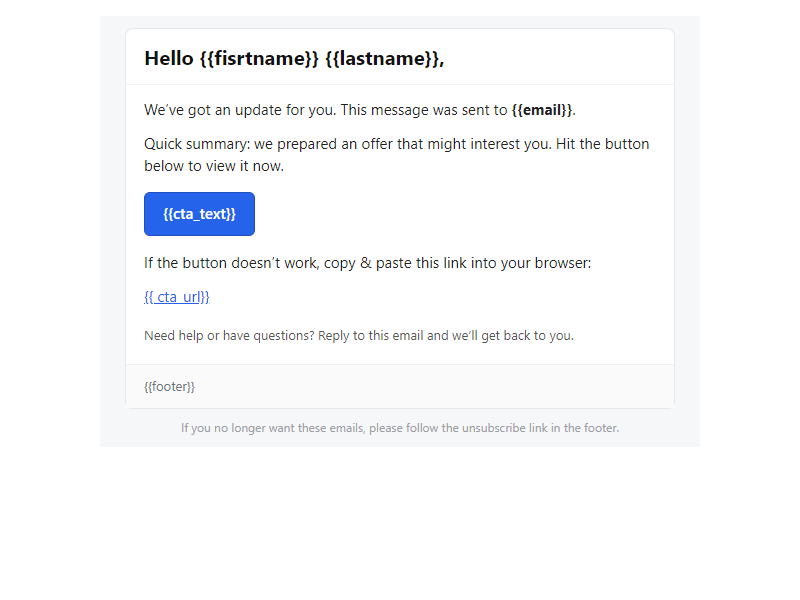 Hello {{fisrtname}} {{lastname}},
We’ve got an update for you. This message was sent to {{email}}.
Quick summary: we prepared an offer that might interest you. Hit the button
below to view it now.
{{cta_text}}
If the button doesn’t work, copy & paste this link into your browser:
{{ cta_url}}
Need help or have questions? Reply to this email and we’ll get back to you.
{{footer}}
If you no longer want these emails, please follow the unsubscribe link in the footer.